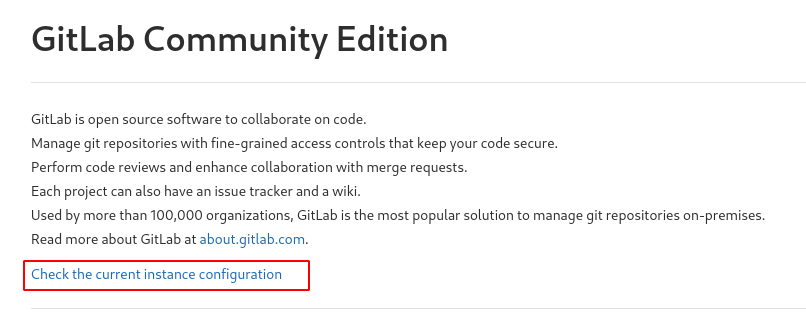 GitLab Community Edition
GitLab is open source software to collaborate on code.
Manage git repositories with fine-grained access controls that keep your code secure.
Perform code reviews and enhance collaboration with merge requests.
Each project can also have an issue tracker and a wiki.
Used by more than 100,000 organizations, GitLab is the most popular solution to manage git repositories on-premises.
Read more about GitLab at about.gitlab.com.
Check the current instance configuration